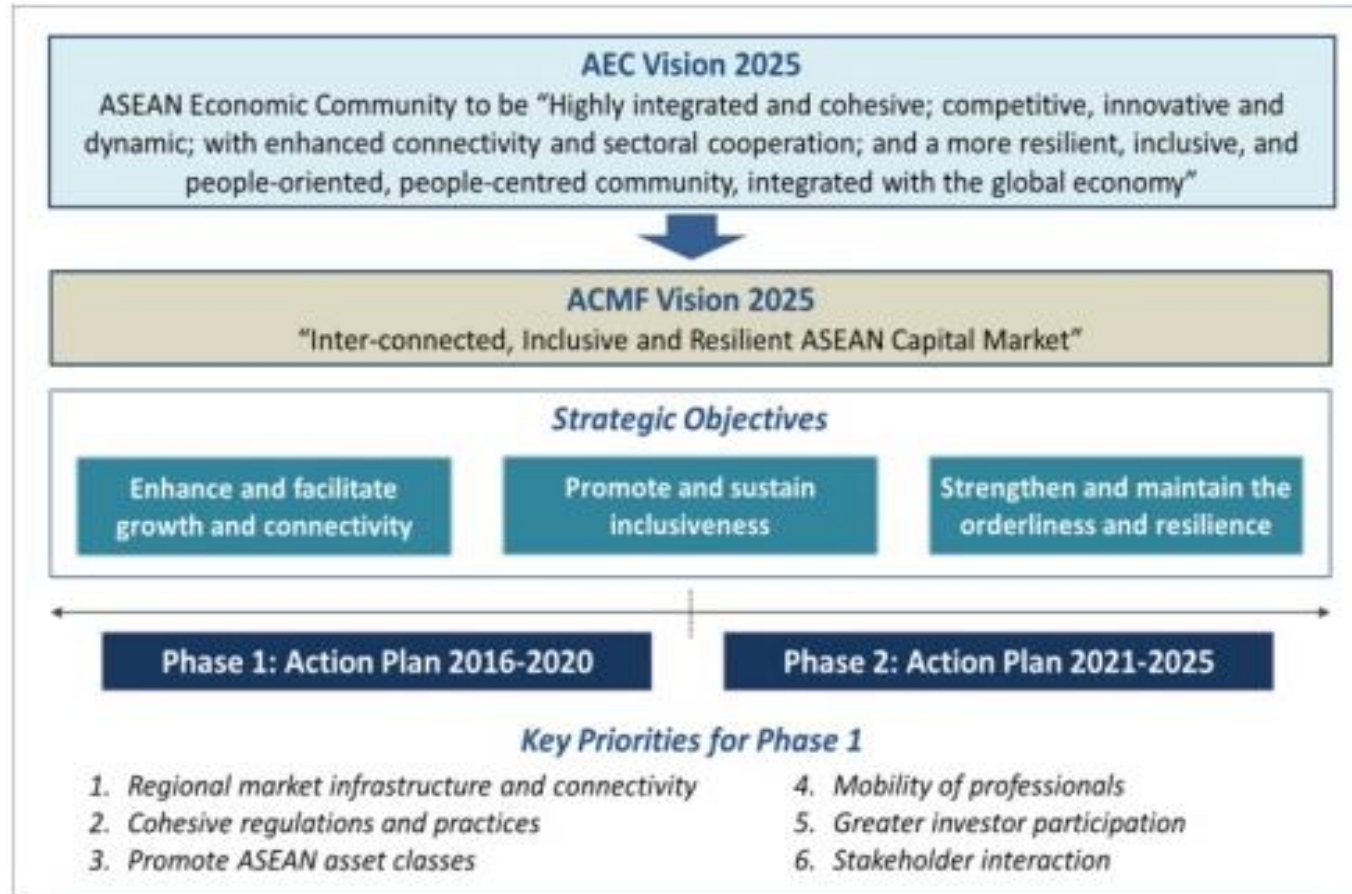 AEC Vision 2025
ASEAN Economic Community to be “Highly integrated and cohesive; competitive, innovative and
dynamic; with enhanced connectivity and sectoral cooperation; and a more resilient, inclusive, and
people-oriented, people-centred community, integrated with the global economy”
ACMF Vision 2025
“Inter-connected, Inclusive and Resilient ASEAN Capital Market”
Strategic Objectives
Enhance and facilitate
growth and connectivity
Promote and sustain
inclusiveness
Strengthen and maintain the
orderliness and resilience
Phase 1: Action Plan 2016-2020
Phase 2: Action Plan 2021-2025
Key Priorities for Phase 1
1. Regional market infrastructure and connectivity
2. Cohesive regulations and practices
3. Promote ASEAN asset classes
4. Mobility of professionals
5. Greater investor participation
6. Stakeholder interaction